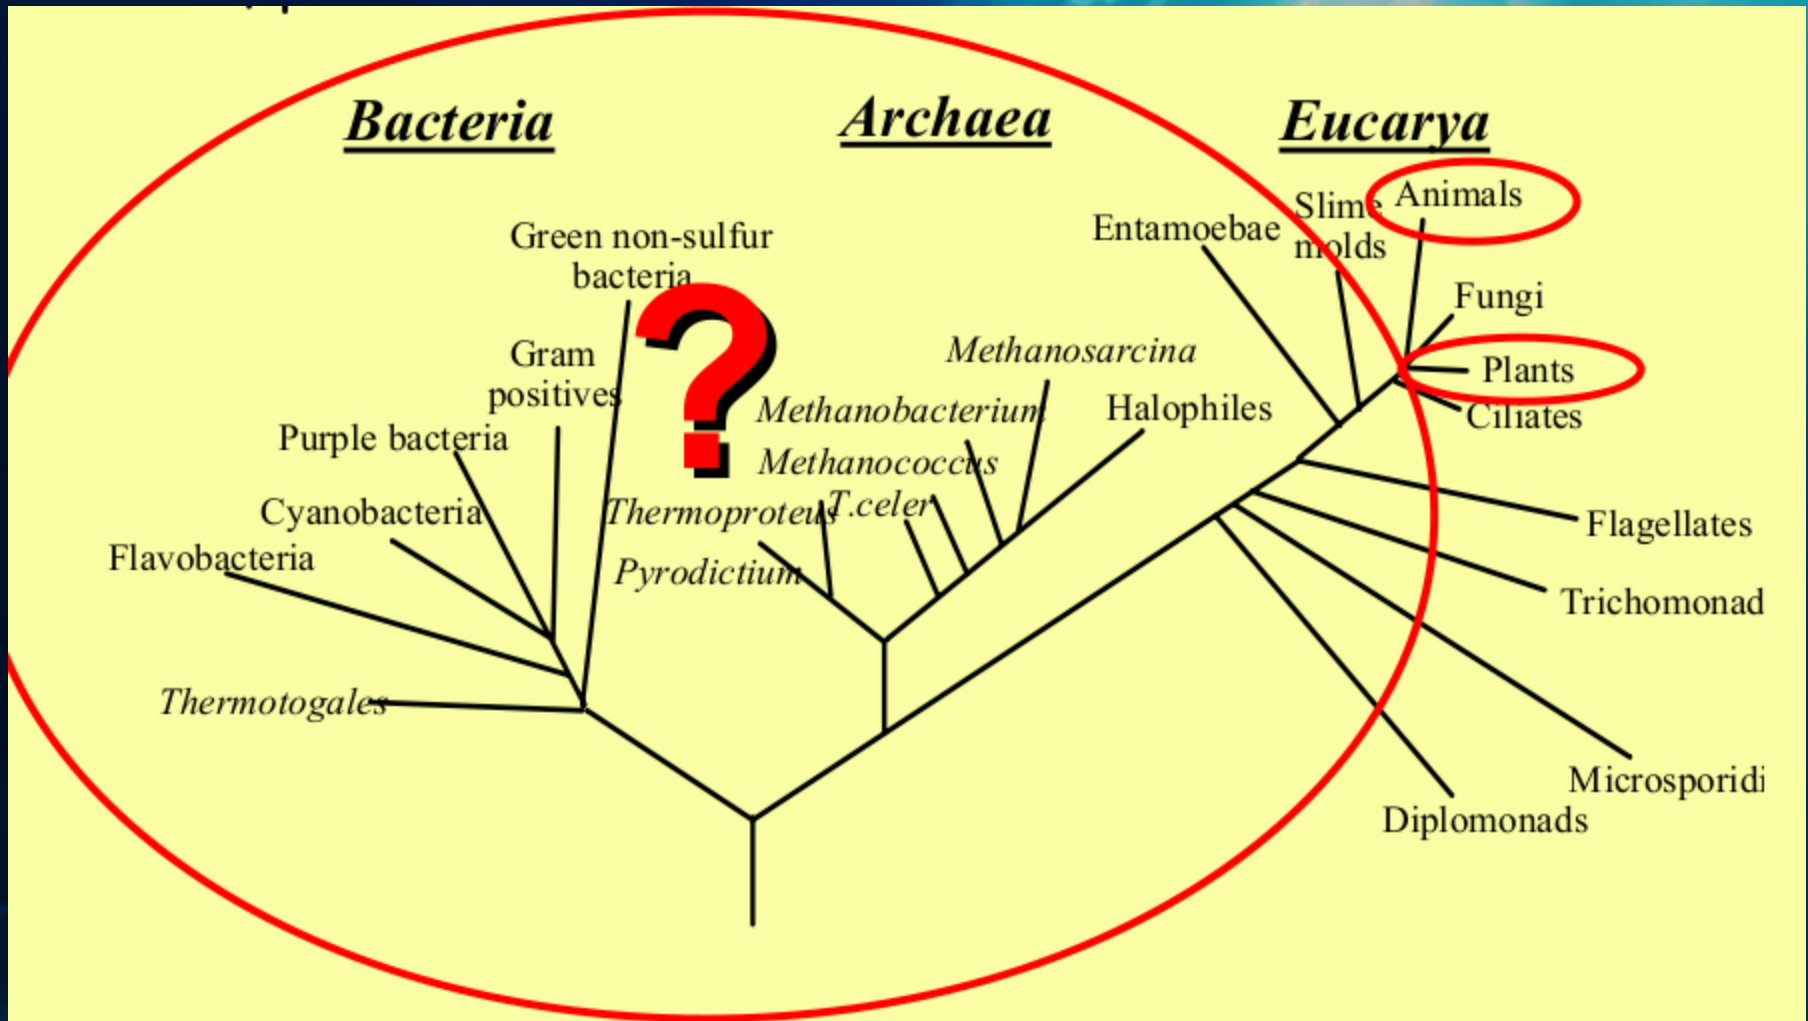 Bacteria
Archaea
Eucarya
Green non-sulfur
bacteria
Gram
positives
Purple bacteria
Cyanobacteria
Flavobacteria
Thermotogales
?
Methanosarcina
Methanobacterium
Halophiles
Methanococcus
Thermoproteus
T.celer
Pyrodictium
Entamoebae
Slime
molds
Animals
Fungi
Plants
Ciliates
Flagellates
Trichomonad
Microsporidi
Diplomonads